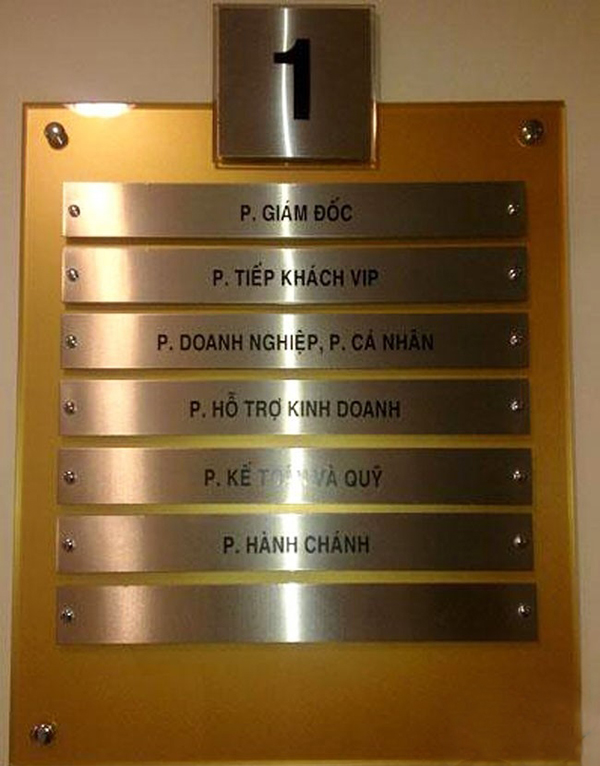 1
P. GIÁM ĐỐC
P. TIẾP KHÁCH VIP
P. DOANH NGHIỆP, P. CÁ NHÂN
P. HỖ TRỢ KINH DOANH
P. KẾ TOÁN VÀ QUỸ
P. HÀNH CHÁNH